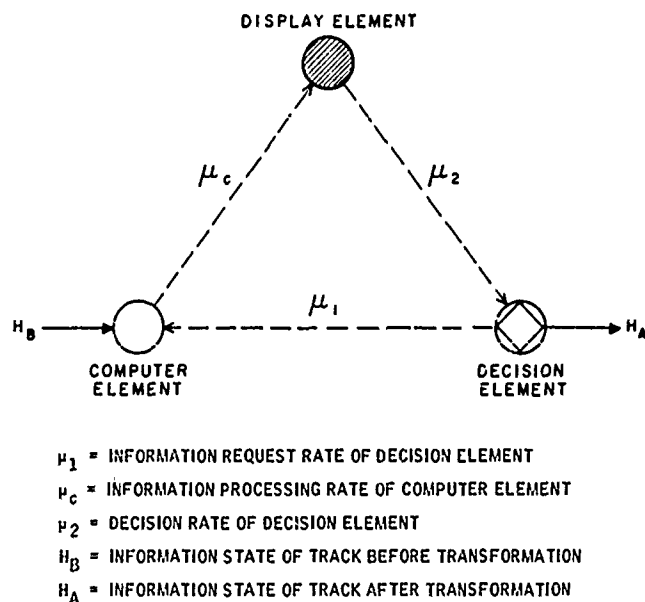 DISPLAY ELEMENT
μc
μ2
μ1
HB
HA
COMPUTER
ELEMENT
DECISION
ELEMENT
μ1 = INFORMATION REQUEST RATE OF DECISION ELEMENT
μc = INFORMATION PROCESSING RATE OF COMPUTER ELEMENT
μ2 = DECISION RATE OF DECISION ELEMENT
HB = INFORMATION STATE OF TRACK BEFORE TRANSFORMATION
HA = INFORMATION STATE OF TRACK AFTER TRANSFORMATION